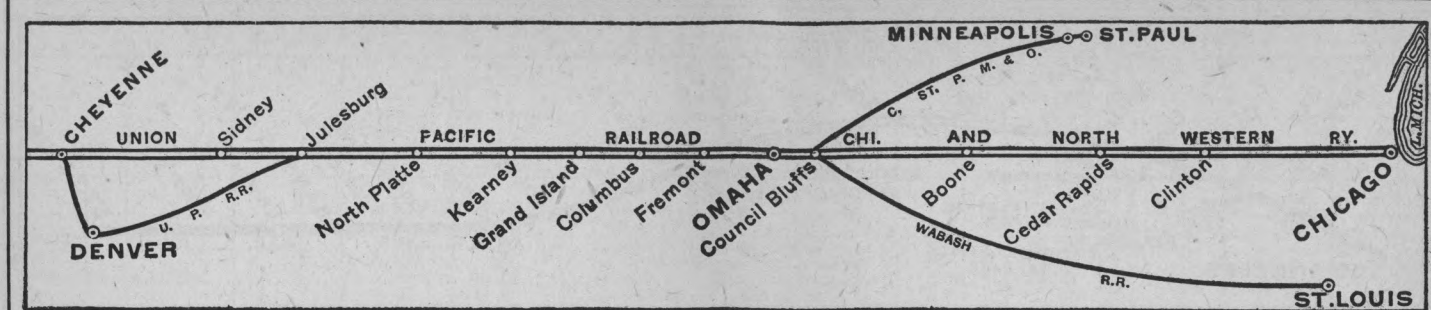 MINNEAPOLIS ST. PAUL
C., ST. P. M. & O.
L. MICH.
CHEYENNE
Sidney
Julesburg
UNION PACIFIC RAILROAD
CHI. AND NORTH WESTERN RY.
North Platte
Kearney
Grand Island
Columbus
Fremont
OMAHA
Council Bluffs
Boone
Cedar Rapids
Clinton
CHICAGO
U. P. R.R.
DENVER
WABASH R.R.
ST. LOUIS